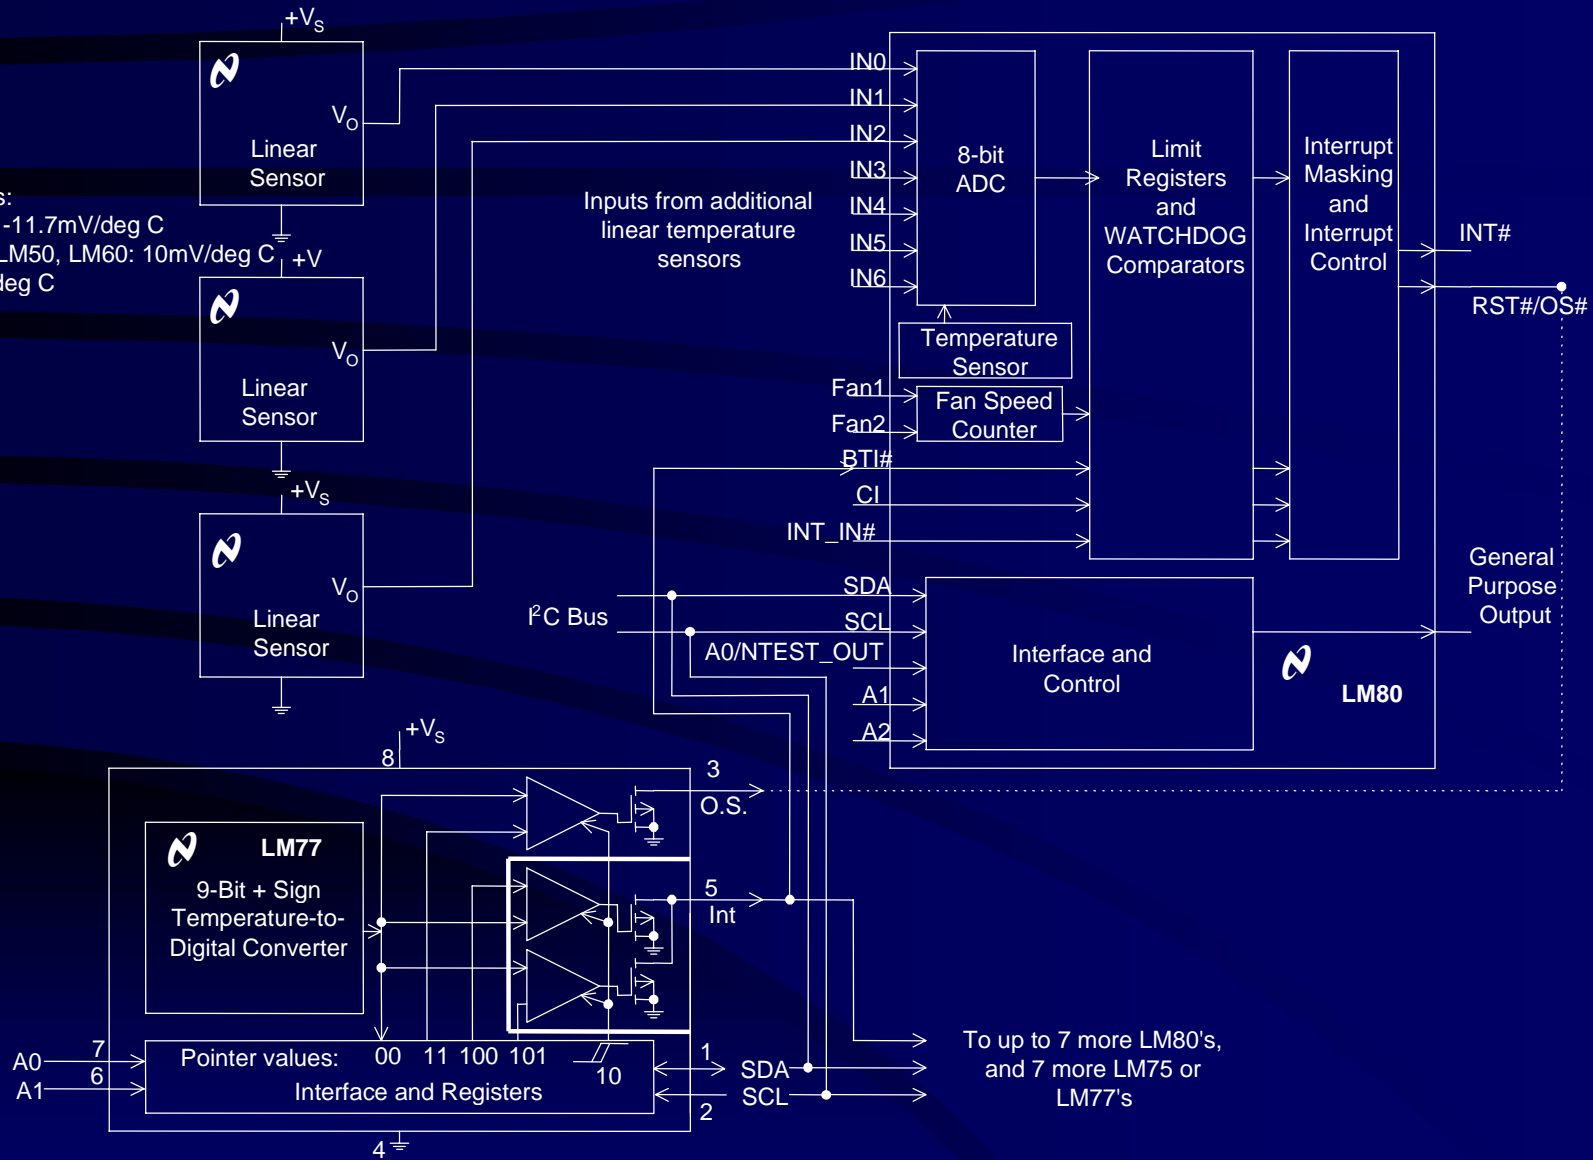 +VS
VO
Linear
Sensor
s:
-11.7mV/deg C
LM50, LM60: 10mV/deg C
deg C
+V
VO
Linear
Sensor
+VS
VO
Linear
Sensor
Inputs from additional
linear temperature
sensors
IN0
IN1
IN2
IN3
IN4
IN5
IN6
8-bit
ADC
Temperature
Sensor
Fan1
Fan2
Fan Speed
Counter
BTI#
CI
INT_IN#
Limit
Registers
and
WATCHDOG
Comparators
Interrupt
Masking
and
Interrupt
Control
INT#
RST#/OS#
General
Purpose
Output
I2C Bus
SDA
SCL
A0/NTEST_OUT
A1
A2
Interface and
Control
LM80
+VS
8
3
O.S.
LM77
9-Bit + Sign
Temperature-to-
Digital Converter
5
Int
A0
7
A1
6
Pointer values:
00
11
100
101
10
Interface and Registers
1
SDA
SCL
2
4
To up to 7 more LM80's,
and 7 more LM75 or
LM77's